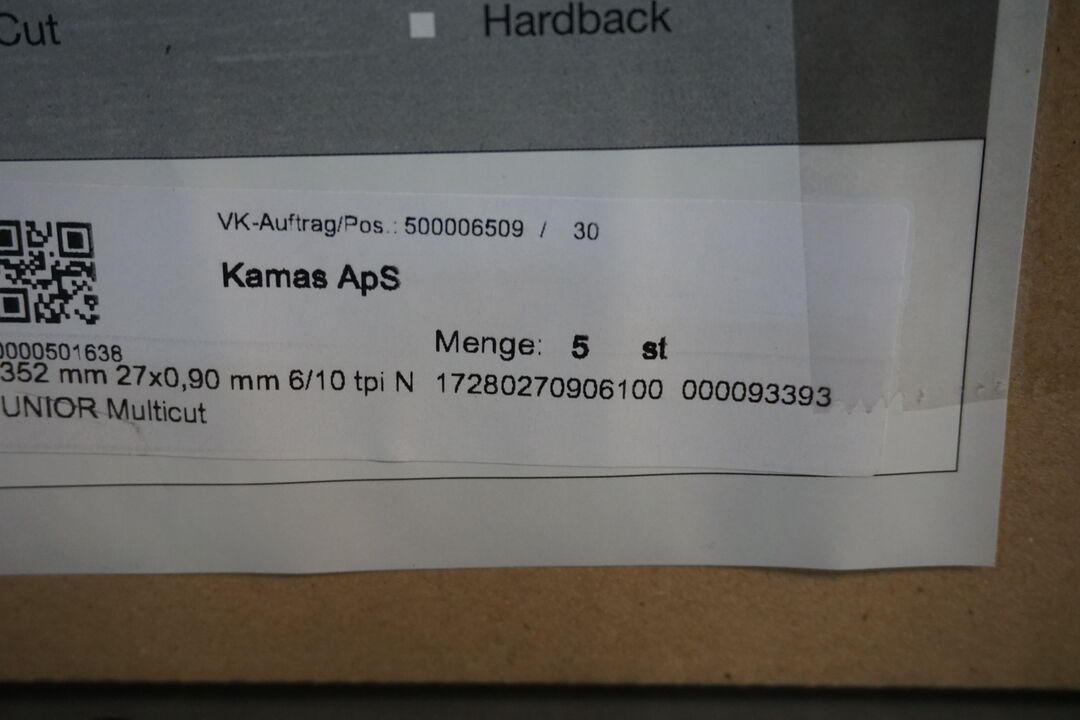 Cut
Hardback
VK-Auftrag/Pos.: 500006509 / 30
Kamas ApS
Menge: 5 st
0000501638
352 mm 27x0,90 mm 6/10 tpi N 17280270906100 000093393
UNIOR Multicut